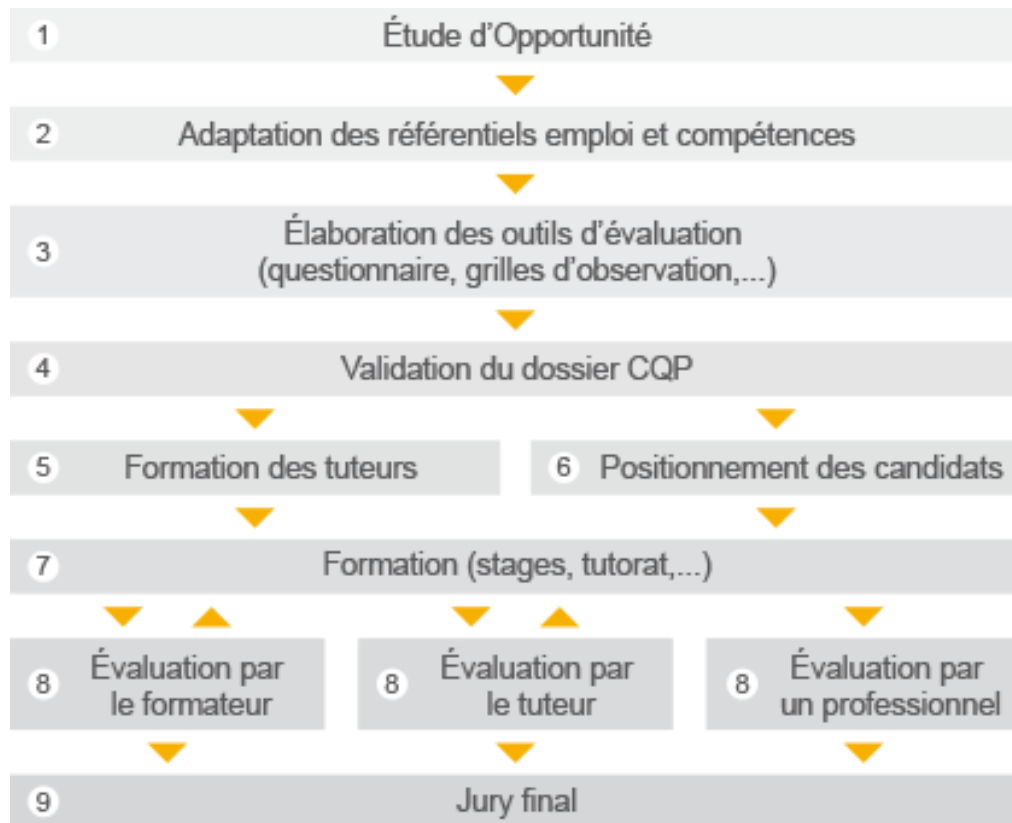 1 Étude d'Opportunité
2 Adaptation des référentiels emploi et compétences
3 Élaboration des outils d'évaluation
(questionnaire, grilles d'observation,...)
4 Validation du dossier CQP
5 Formation des tuteurs
6 Positionnement des candidats
7 Formation (stages, tutorat,...)
8 Évaluation par
le formateur
8 Évaluation par
le tuteur
8 Évaluation par
un professionnel
9 Jury final